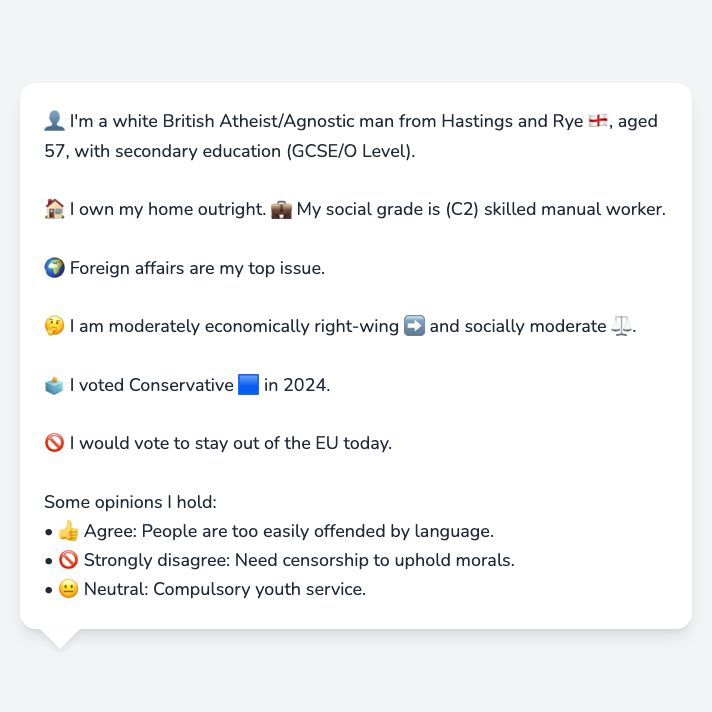 👤 I'm a white British Atheist/Agnostic man from Hastings and Rye 🏴󠁧󠁢󠁥󠁮󠁧󠁿, aged
57, with secondary education (GCSE/O Level).
🏠 I own my home outright. 💼 My social grade is (C2) skilled manual worker.
🌍 Foreign affairs are my top issue.
🤔 I am moderately economically right-wing ➡️ and socially moderate ⚖️.
🗳️ I voted Conservative 🟦 in 2024.
🚫 I would vote to stay out of the EU today.
Some opinions I hold:
• 👍 Agree: People are too easily offended by language.
• 🚫 Strongly disagree: Need censorship to uphold morals.
• 😐 Neutral: Compulsory youth service.